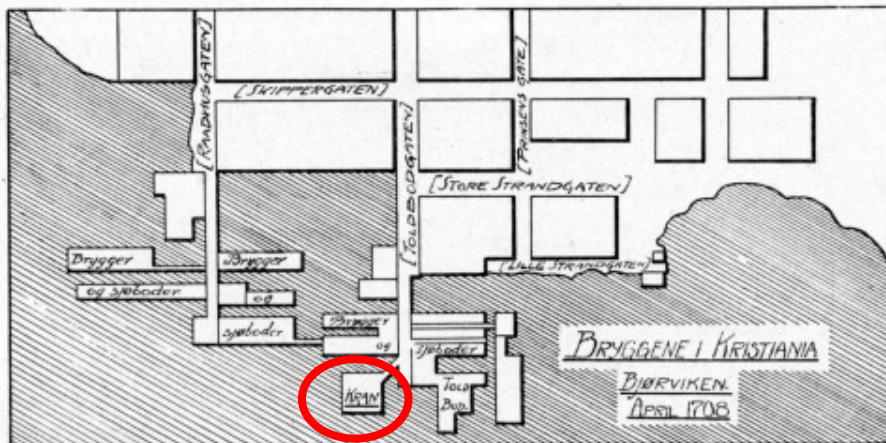 [RAADHUSGATEN]
[SKIPPERGATEN]
[TOLDBODGATEN]
[PRINSENS GATE]
[STORE STRANDGATEN]
[LILLE STRANDGATEN]
Brygger
Brygger
og sjøboder
og
sjøboder
Brygger
og
sjøboder
KRAN
TOLD
BOD.
BRYGGENE I KRISTIANIA
BJØRVIKEN.
APRIL 1708